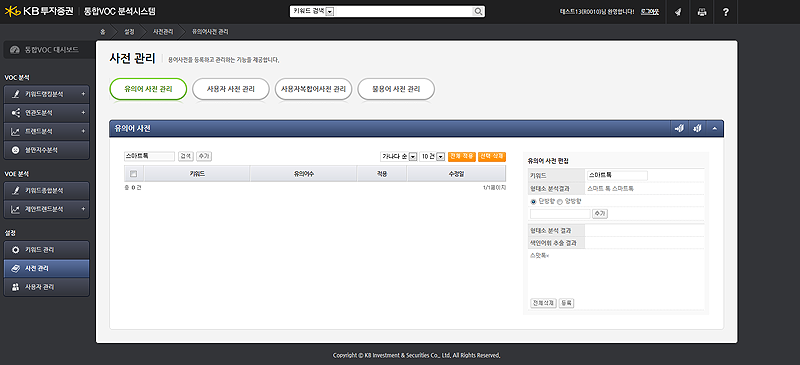 KB투자증권 통합VOC 분석시스템
키워드 검색
테스트13(R0010)님 환영합니다! 로그아웃
통합VOC 대시보드
홈 설정 사전관리 유의어사전 관리
사전 관리 용어사전을 등록하고 관리하는 기능을 제공합니다.
유의어 사전 관리 사용자 사전 관리 사용자복합어사전 관리 불용어 사전 관리
VOC 분석
키워드랭킹분석 +
연관도분석 +
트렌드분석 +
불만지수분석
VOE 분석
키워드종합분석 +
제안트렌드분석 +
설정
키워드 관리
사전 관리
사용자 관리
유의어 사전
스마트톡 검색 추가 가나다 순 10 건 전체 적용 선택 삭제
키워드 유의어수 적용 수정일
총 0 건 1/1페이지
유의어 사전 편집
키워드 스마트톡
형태소 분석결과 스마트 톡 스마트톡
단방향 양방향
추가
형태소 분석 결과
색인어휘 추출 결과
스맛톡×
전체삭제 등록
Copyright © KB Investment & Securities Co., Ltd, All Rights Reserved.